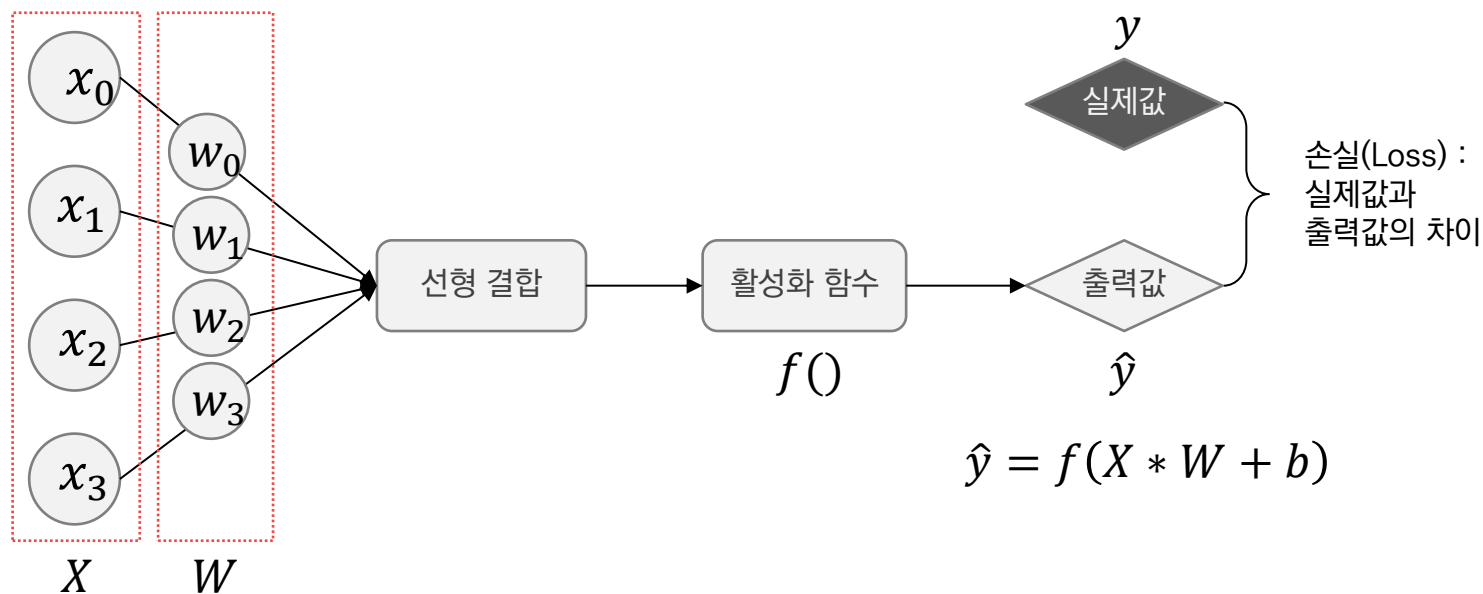 x₀
x₁
x₂
x₃
X
w₀
w₁
w₂
w₃
W
선형 결합
활성화 함수
f()
y
실제값
출력값
ŷ
ŷ = f(X * W + b)
손실(Loss) :
실제값과
출력값의 차이